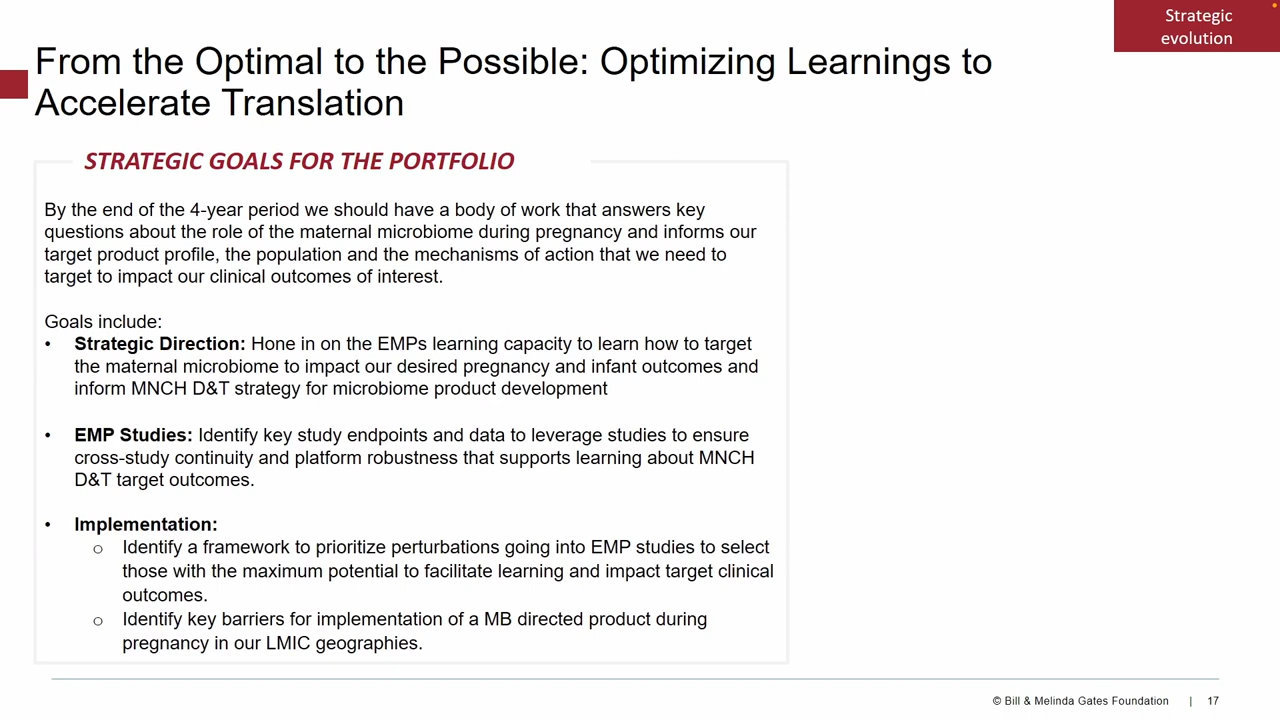 Strategic
evolution
From the Optimal to the Possible: Optimizing Learnings to
Accelerate Translation
STRATEGIC GOALS FOR THE PORTFOLIO
By the end of the 4-year period we should have a body of work that answers key
questions about the role of the maternal microbiome during pregnancy and informs our
target product profile, the population and the mechanisms of action that we need to
target to impact our clinical outcomes of interest.
Goals include:
• Strategic Direction: Hone in on the EMPs learning capacity to learn how to target
the maternal microbiome to impact our desired pregnancy and infant outcomes and
inform MNCH D&T strategy for microbiome product development
• EMP Studies: Identify key study endpoints and data to leverage studies to ensure
cross-study continuity and platform robustness that supports learning about MNCH
D&T target outcomes.
• Implementation:
o Identify a framework to prioritize perturbations going into EMP studies to select
those with the maximum potential to facilitate learning and impact target clinical
outcomes.
o Identify key barriers for implementation of a MB directed product during
pregnancy in our LMIC geographies.
© Bill & Melinda Gates Foundation | 17